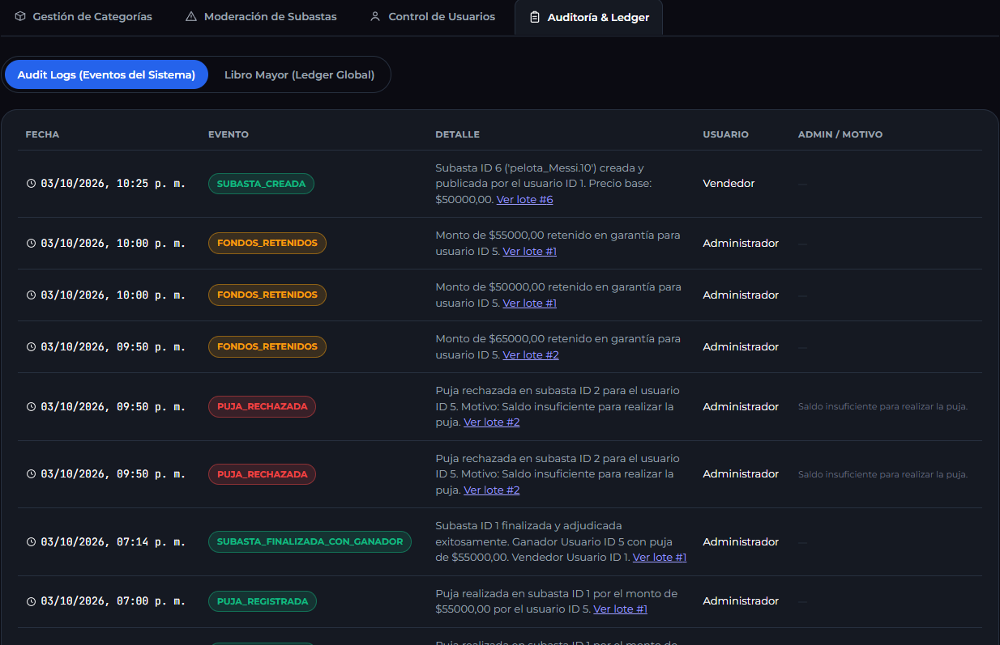 Gestión de Categorías
Moderación de Subastas
Control de Usuarios
Auditoría & Ledger
Audit Logs (Eventos del Sistema)
Libro Mayor (Ledger Global)
FECHA EVENTO DETALLE USUARIO ADMIN / MOTIVO
03/10/2026, 10:25 p. m.
SUBASTA_CREADA
Subasta ID 6 ('pelota_Messi.10') creada y
publicada por el usuario ID 1. Precio base:
$50000,00. Ver lote #6
Vendedor
—
03/10/2026, 10:00 p. m.
FONDOS_RETENIDOS
Monto de $55000,00 retenido en garantía para
usuario ID 5. Ver lote #1
Administrador
—
03/10/2026, 10:00 p. m.
FONDOS_RETENIDOS
Monto de $50000,00 retenido en garantía para
usuario ID 5. Ver lote #1
Administrador
—
03/10/2026, 09:50 p. m.
FONDOS_RETENIDOS
Monto de $65000,00 retenido en garantía para
usuario ID 5. Ver lote #2
Administrador
—
03/10/2026, 09:50 p. m.
PUJA_RECHAZADA
Puja rechazada en subasta ID 2 para el usuario
ID 5. Motivo: Saldo insuficiente para realizar la
puja. Ver lote #2
Administrador
Saldo insuficiente para realizar la puja.
03/10/2026, 09:50 p. m.
PUJA_RECHAZADA
Puja rechazada en subasta ID 2 para el usuario
ID 5. Motivo: Saldo insuficiente para realizar la
puja. Ver lote #2
Administrador
Saldo insuficiente para realizar la puja.
03/10/2026, 07:14 p. m.
SUBASTA_FINALIZADA_CON_GANADOR
Subasta ID 1 finalizada y adjudicada
exitosamente. Ganador Usuario ID 5 con puja
de $55000,00. Vendedor Usuario ID 1. Ver lote #1
Administrador
—
03/10/2026, 07:00 p. m.
PUJA_REGISTRADA
Puja realizada en subasta ID 1 por el monto de
$55000,00 por el usuario ID 5. Ver lote #1
Administrador
—
Puja realizada en subasta ID 1 por el monto de